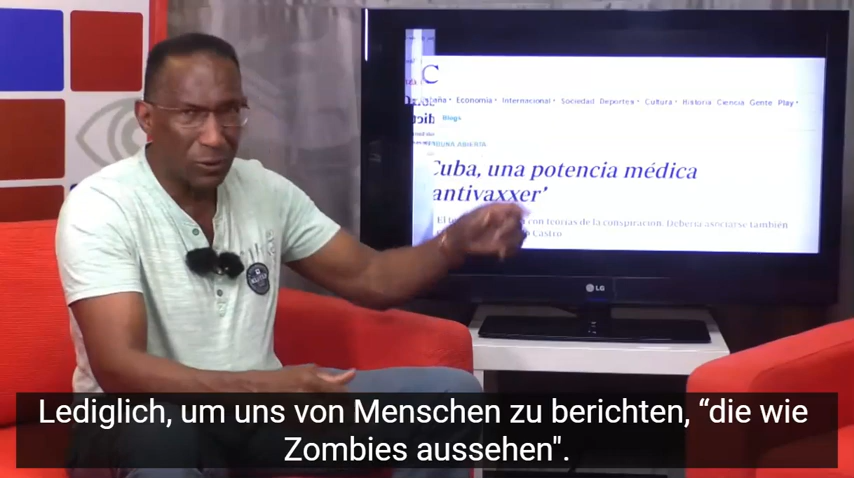 C
Economía
Internacional
Sociedad
Deportes
Cultura
Historia
Ciencia
Gente
Play
Blogs
Cuba, una potencia médica
antivaxxer’
con teorías de la conspiración. Debería asociarse también
Castro
LG
Lediglich, um uns von Menschen zu berichten, “die wie
Zombies aussehen".